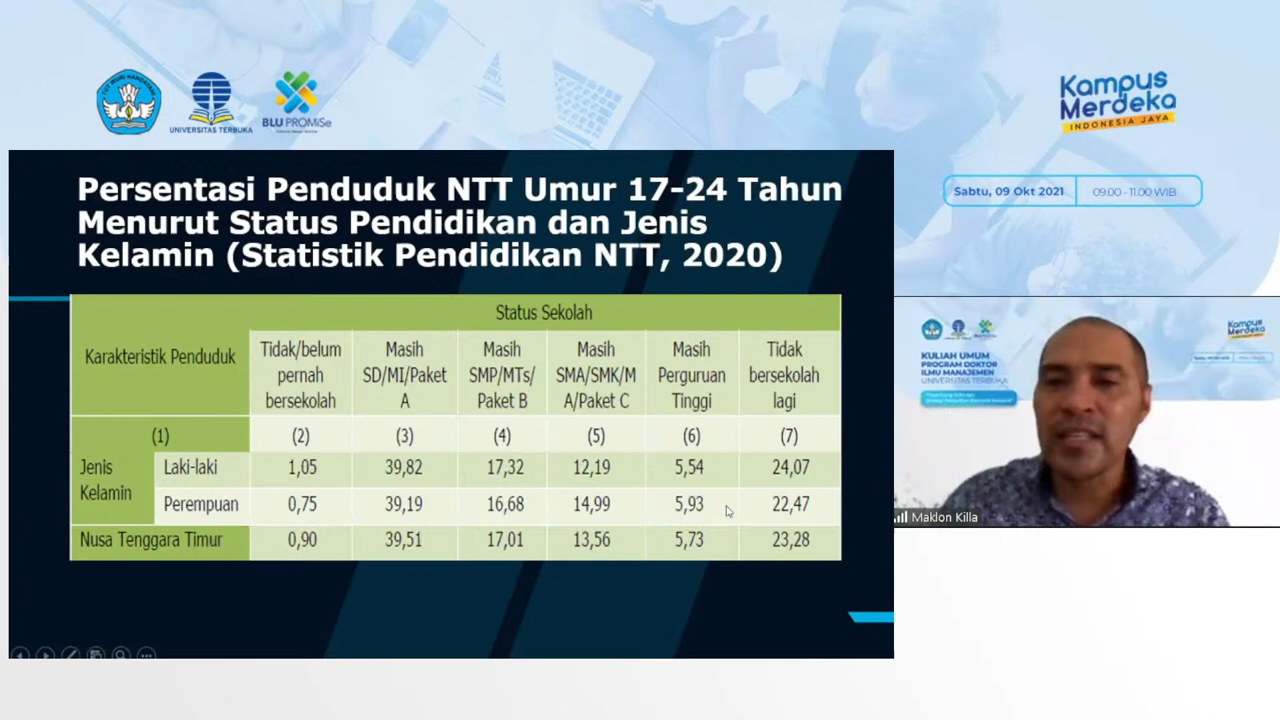 TUT WURI HANDAYANI
UNIVERSITAS TERBUKA
BLU PROMiSe
Kampus
Merdeka
INDONESIA JAYA
Sabtu, 09 Okt 2021
09.00 - 11.00 WIB
Persentasi Penduduk NTT Umur 17-24 Tahun
Menurut Status Pendidikan dan Jenis
Kelamin (Statistik Pendidikan NTT, 2020)
Karakteristik Penduduk
Status Sekolah
Tidak/belum
pernah
bersekolah
Masih
SD/MI/Paket
A
Masih
SMP/MTs/
Paket B
Masih
SMA/SMK/M
A/Paket C
Masih
Perguruan
Tinggi
Tidak
bersekolah
lagi
(1) (2) (3) (4) (5) (6) (7)
Jenis
Kelamin
Laki-laki 1,05 39,82 17,32 12,19 5,54 24,07
Perempuan 0,75 39,19 16,68 14,99 5,93 22,47
Nusa Tenggara Timur 0,90 39,51 17,01 13,56 5,73 23,28
Kampus
Merdeka
KULIAH UMUM
PROGRAM DOKTOR
ILMU MANAJEMEN
UNIVERSITAS TERBUKA
Maklon Killa